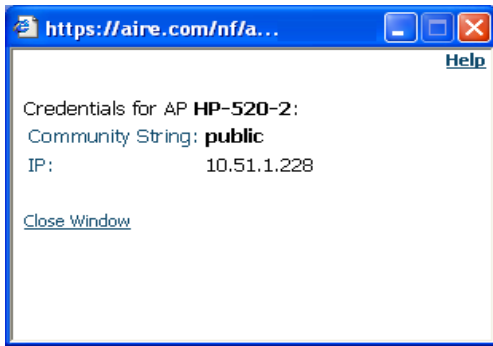 https://aire.com/nf/a...
Help
Credentials for AP HP-520-2:
Community String: public
IP: 10.51.1.228
Close Window